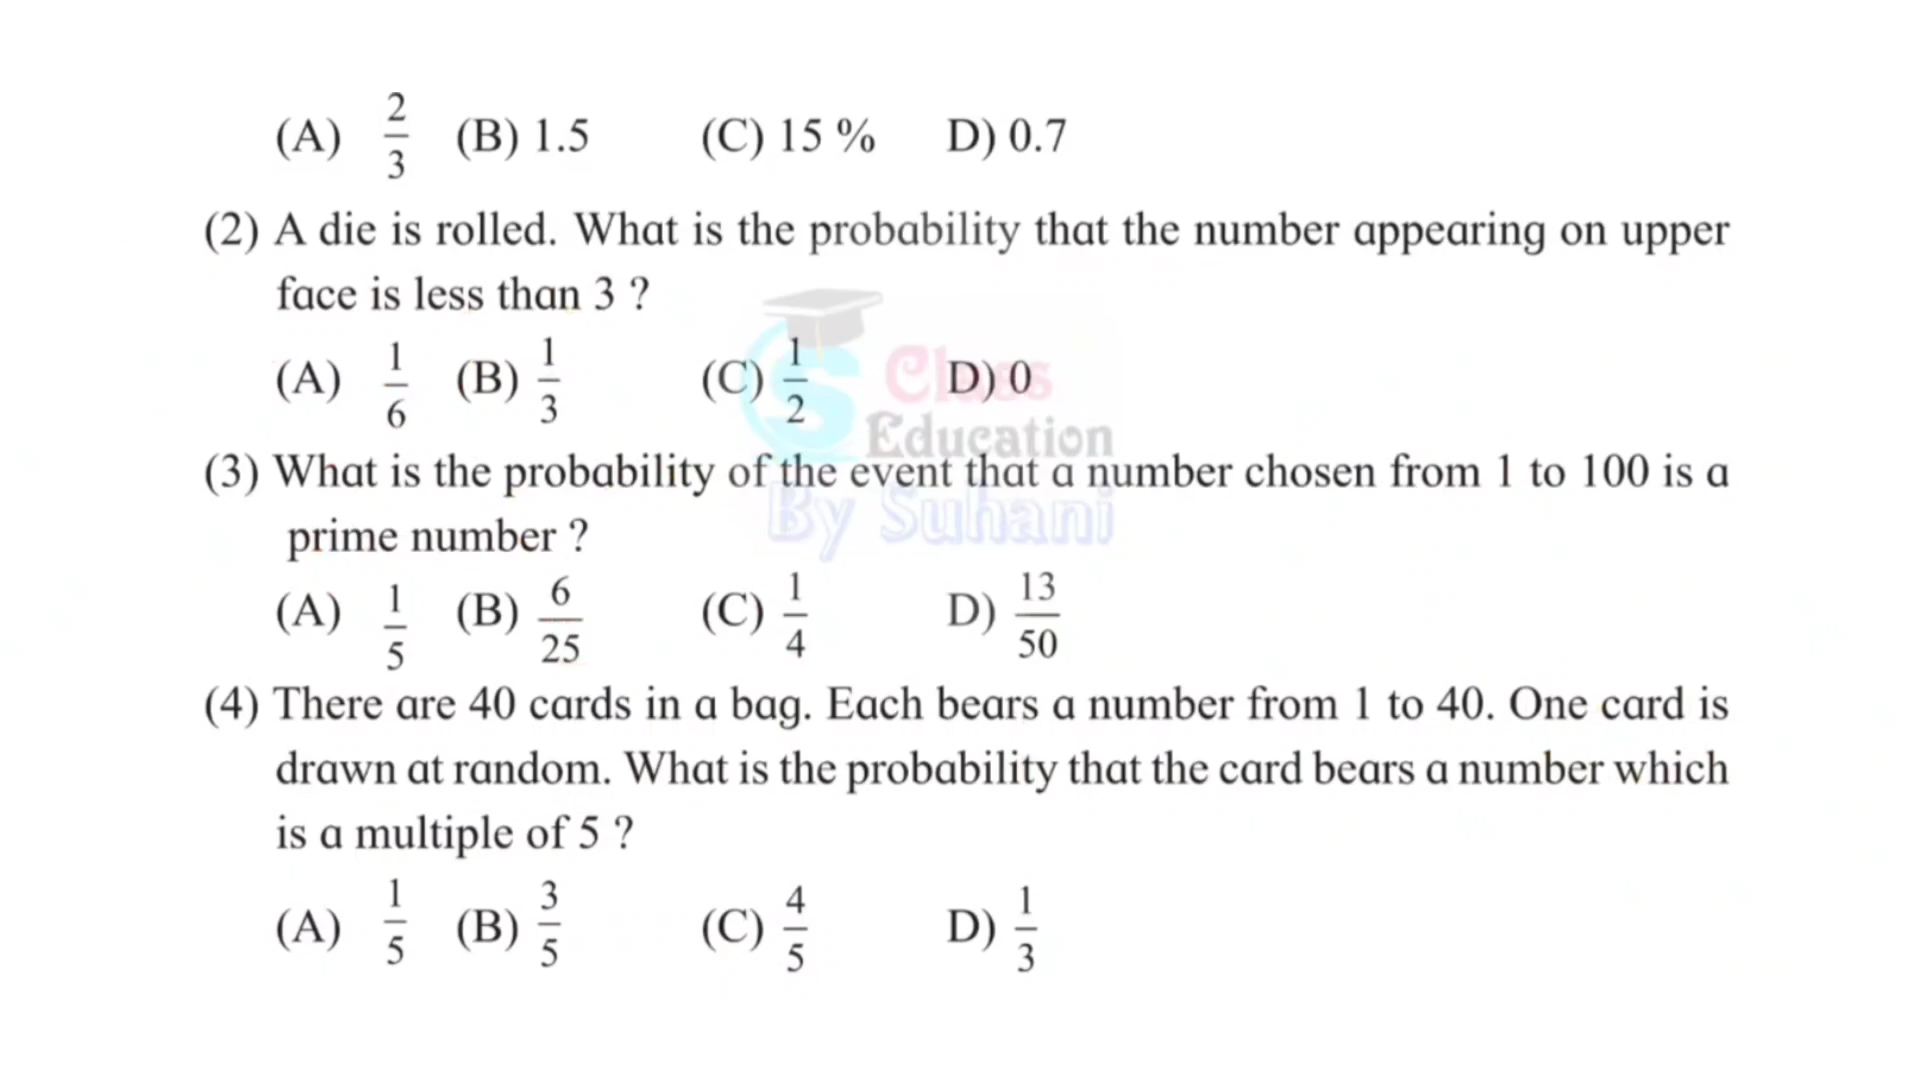 (A) 2/3 (B) 1.5 (C) 15 % D) 0.7
(2) A die is rolled. What is the probability that the number appearing on upper
face is less than 3 ?
(A) 1/6 (B) 1/3 (C) 1/2 D) 0
Class
Education
(3) What is the probability of the event that a number chosen from 1 to 100 is a
By Suhani
prime number ?
(A) 1/5 (B) 6/25 (C) 1/4 D) 13/50
(4) There are 40 cards in a bag. Each bears a number from 1 to 40. One card is
drawn at random. What is the probability that the card bears a number which
is a multiple of 5 ?
(A) 1/5 (B) 3/5 (C) 4/5 D) 1/3